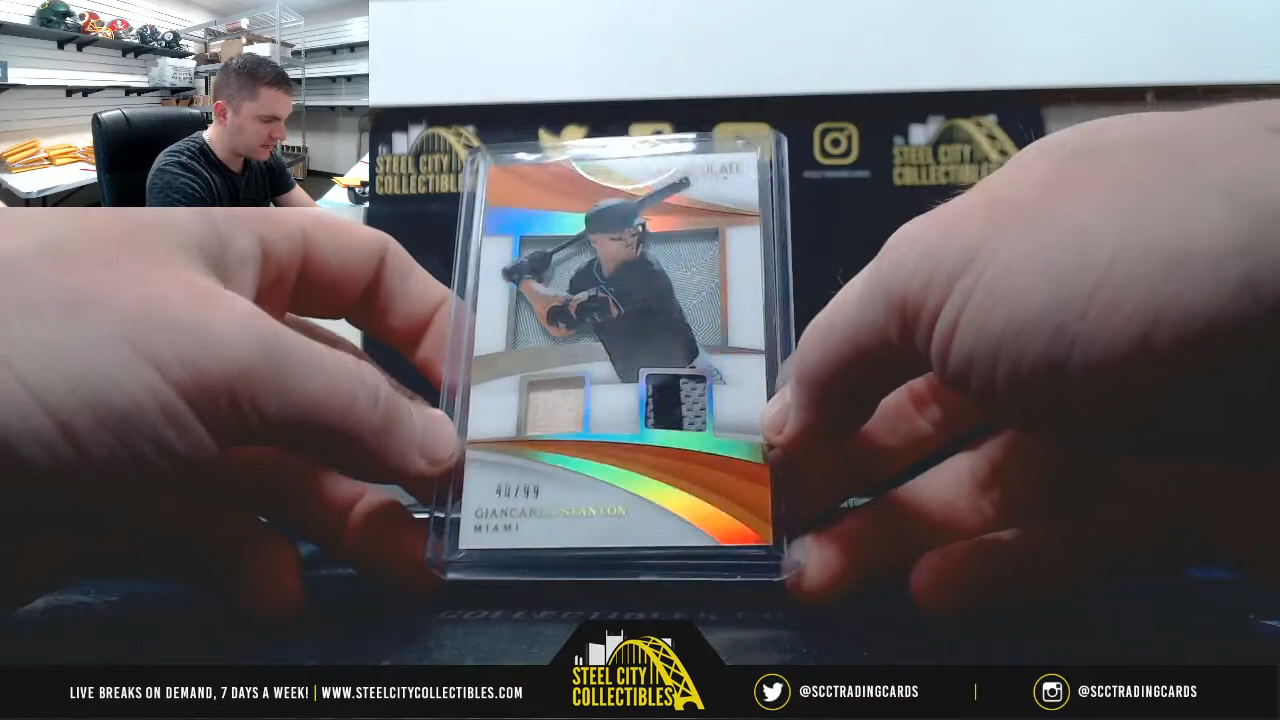 STEEL CITY
COLLECTIBLES
STEEL CITY
COLLECTIBLES
GIANCARLO STANTON
MIAMI
LIVE BREAKS ON DEMAND, 7 DAYS A WEEK! | WWW.STEELCITYCOLLECTIBLES.COM
STEEL CITY
COLLECTIBLES
@SCCTRADINGCARDS
@SCCTRADINGCARDS